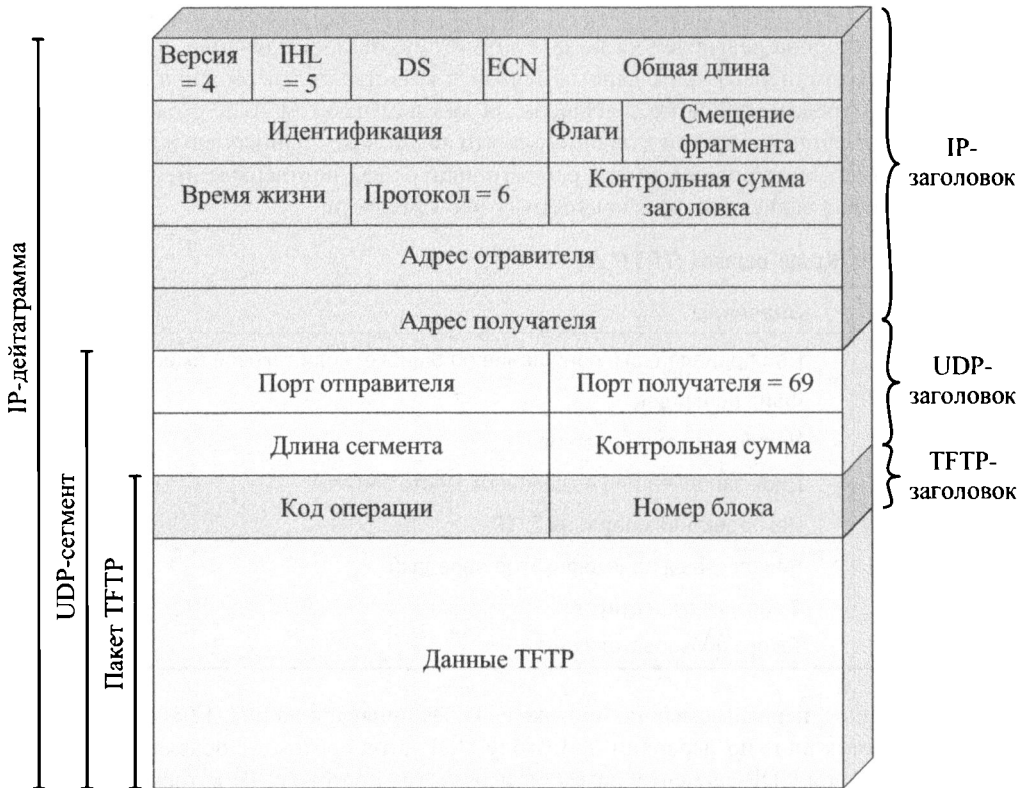 Версия = 4
IHL = 5
DS
ECN
Общая длина
Идентификация
Флаги
Смещение фрагмента
Время жизни
Протокол = 6
Контрольная сумма заголовка
Адрес отравителя
Адрес получателя
Порт отправителя
Порт получателя = 69
Длина сегмента
Контрольная сумма
Код операции
Номер блока
Данные TFTP
IP-дейтаграмма
UDP-сегмент
Пакет TFTP
IP-
заголовок
UDP-
заголовок
TFTP-
заголовок